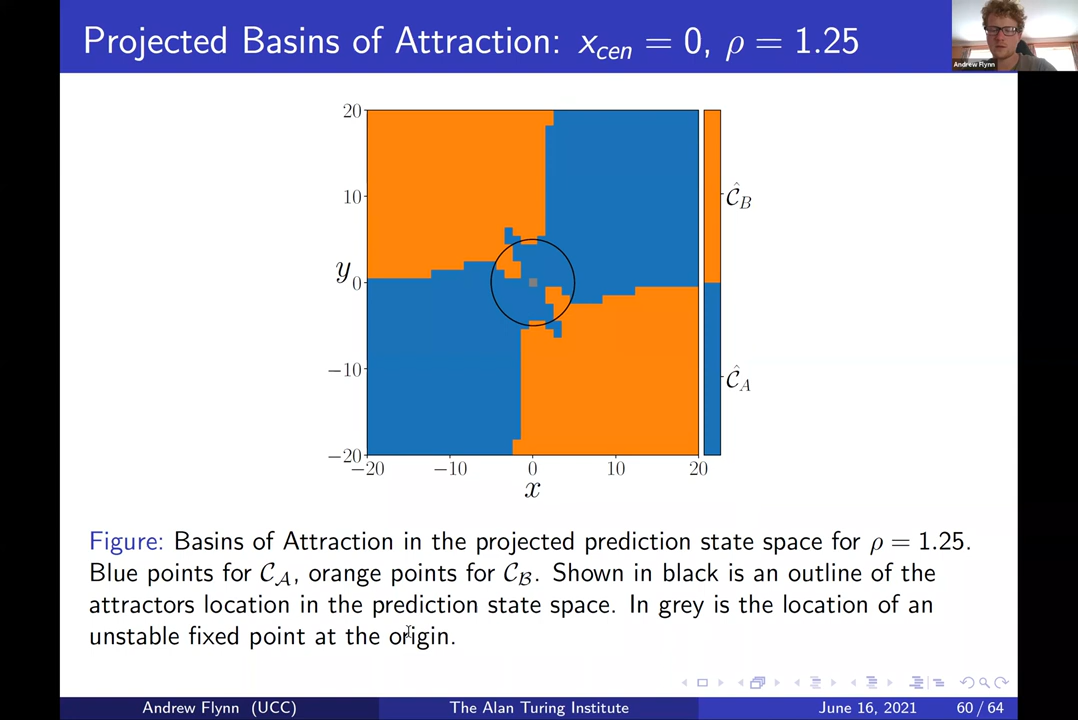 Projected Basins of Attraction: x_cen = 0, ρ = 1.25
Andrew Flynn
20
10
y
0
−10
−20
−20 −10 0 10 20
x
Ĉ_B
Ĉ_A
Figure: Basins of Attraction in the projected prediction state space for ρ = 1.25.
Blue points for C_A, orange points for C_B. Shown in black is an outline of the
attractors location in the prediction state space. In grey is the location of an
unstable fixed point at the origin.
Andrew Flynn (UCC) The Alan Turing Institute June 16, 2021 60 / 64